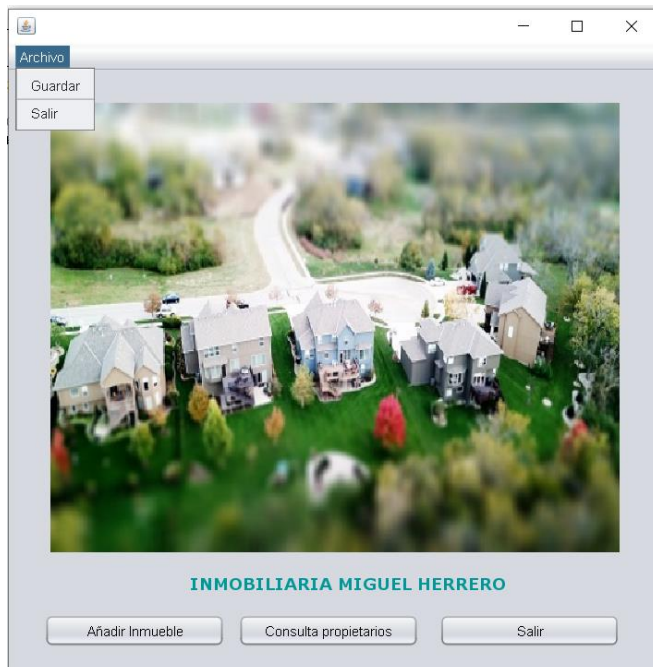 Archivo
Guardar
Salir
INMOBILIARIA MIGUEL HERRERO
Añadir Inmueble
Consulta propietarios
Salir